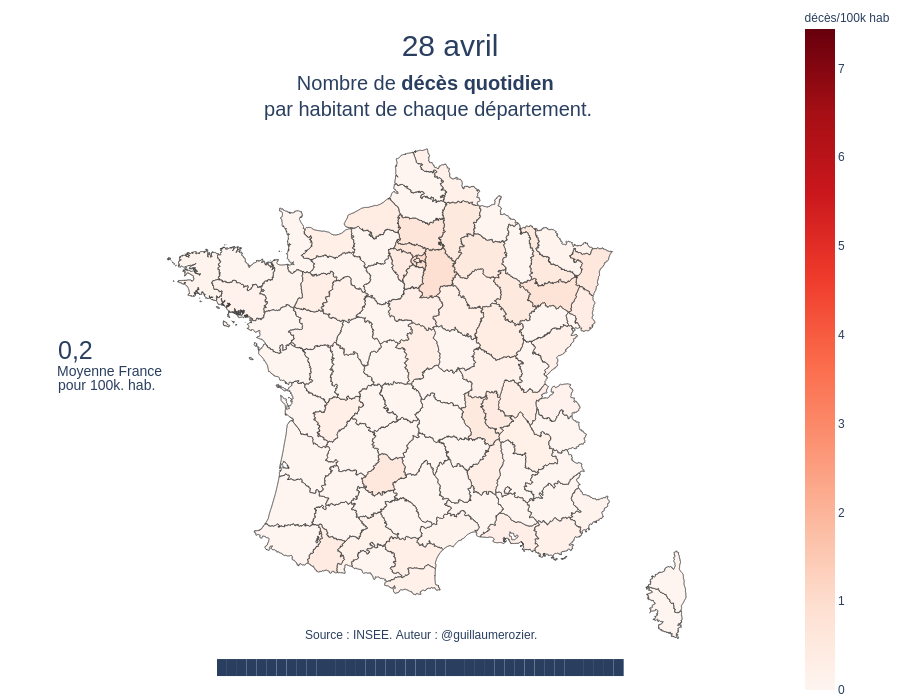 décès/100k hab
28 avril
Nombre de décès quotidien
par habitant de chaque département.
7
6
5
4
3
2
1
0
0,2
Moyenne France
pour 100k. hab.
Source : INSEE. Auteur : @guillaumerozier.